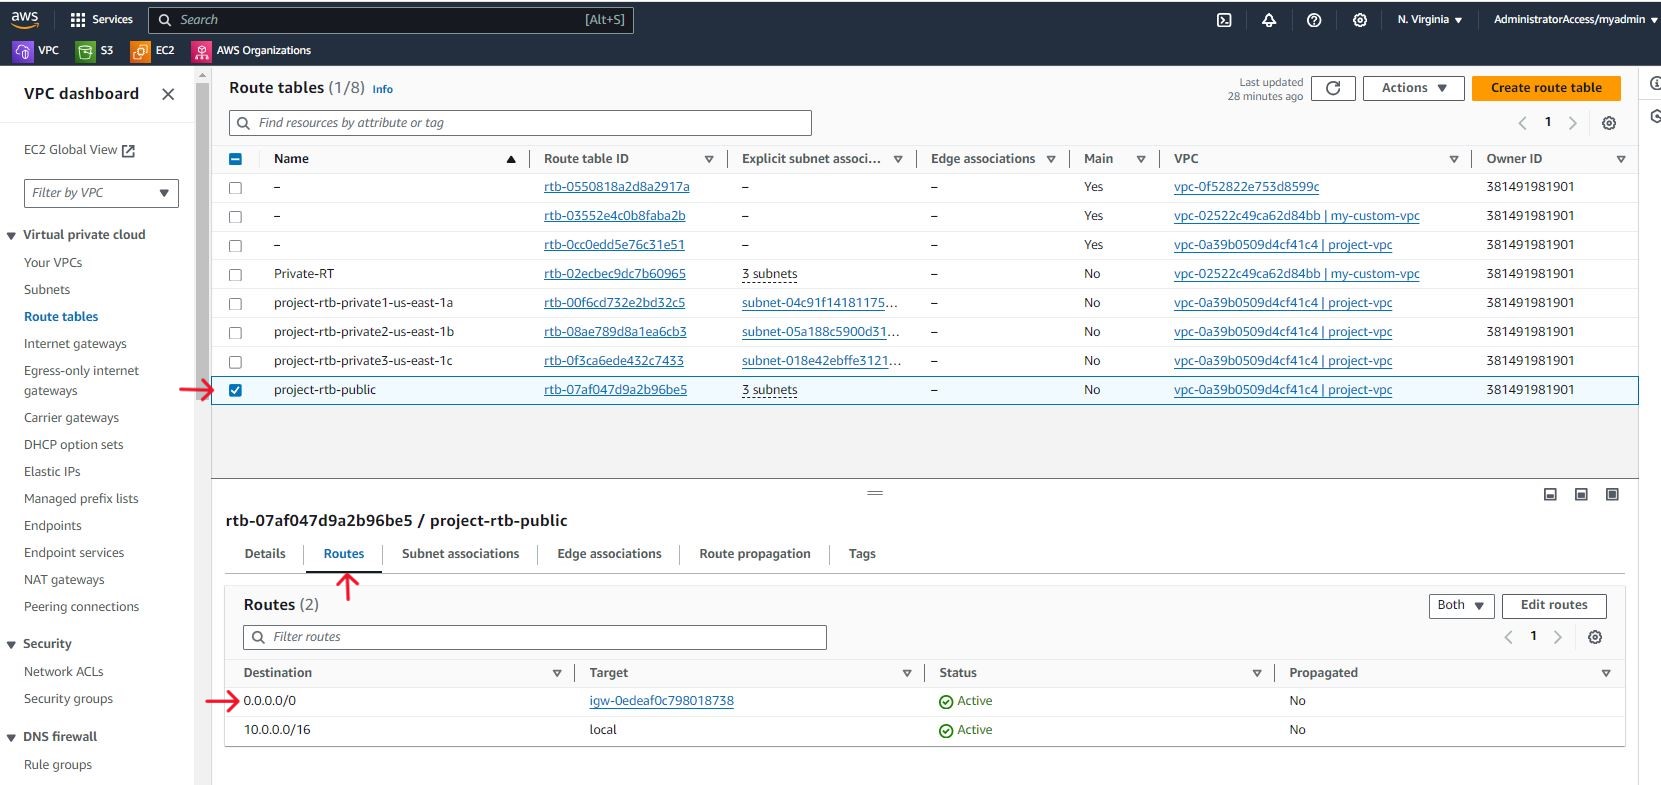 aws Services Search [Alt+S] N. Virginia AdministratorAccess/myadmin
VPC S3 EC2 AWS Organizations
VPC dashboard
EC2 Global View
Filter by VPC
Virtual private cloud
Your VPCs
Subnets
Route tables
Internet gateways
Egress-only internet
gateways
Carrier gateways
DHCP option sets
Elastic IPs
Managed prefix lists
Endpoints
Endpoint services
NAT gateways
Peering connections
Security
Network ACLs
Security groups
DNS firewall
Rule groups
Route tables (1/8) Info
Last updated
28 minutes ago
Actions
Create route table
Find resources by attribute or tag
1
Name Route table ID Explicit subnet associ... Edge associations Main VPC Owner ID
– rtb-0550818a2d8a2917a – – Yes vpc-0f52822e753d8599c 381491981901
– rtb-03552e4c0b8faba2b – – Yes vpc-02522c49ca62d84bb | my-custom-vpc 381491981901
– rtb-0cc0edd5e76c31e51 – – Yes vpc-0a39b0509d4cf41c4 | project-vpc 381491981901
Private-RT rtb-02ecbec9dc7b60965 3 subnets – No vpc-02522c49ca62d84bb | my-custom-vpc 381491981901
project-rtb-private1-us-east-1a rtb-00f6cd732e2bd32c5 subnet-04c91f14181175... – No vpc-0a39b0509d4cf41c4 | project-vpc 381491981901
project-rtb-private2-us-east-1b rtb-08ae789d8a1ea6cb3 subnet-05a188c5900d31... – No vpc-0a39b0509d4cf41c4 | project-vpc 381491981901
project-rtb-private3-us-east-1c rtb-0f3ca6ede432c7433 subnet-018e42ebffe3121... – No vpc-0a39b0509d4cf41c4 | project-vpc 381491981901
project-rtb-public rtb-07af047d9a2b96be5 3 subnets – No vpc-0a39b0509d4cf41c4 | project-vpc 381491981901
rtb-07af047d9a2b96be5 / project-rtb-public
Details Routes Subnet associations Edge associations Route propagation Tags
Routes (2)
Both Edit routes
Filter routes
1
Destination Target Status Propagated
0.0.0.0/0 igw-0edeaf0c798018738 Active No
10.0.0.0/16 local Active No